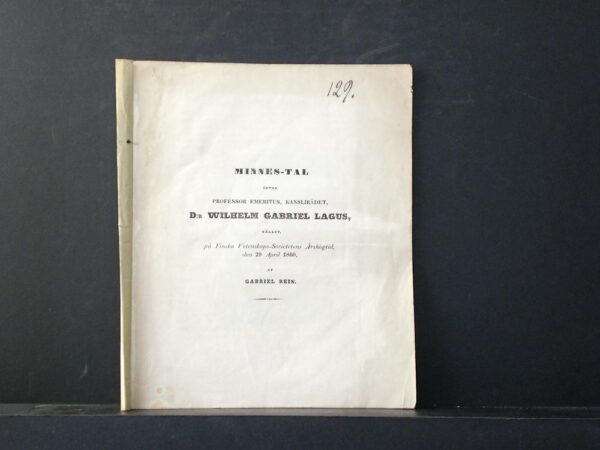 129.
MINNES-TAL
ÖFVER
PROFESSOR EMERITUS, KANSLIRÅDET,
D:R WILHELM GABRIEL LAGUS,
HÅLLET,
på Finska Vetenskaps-Societetens Årshögtid,
den 29 April 1860,
AF
GABRIEL REIN.